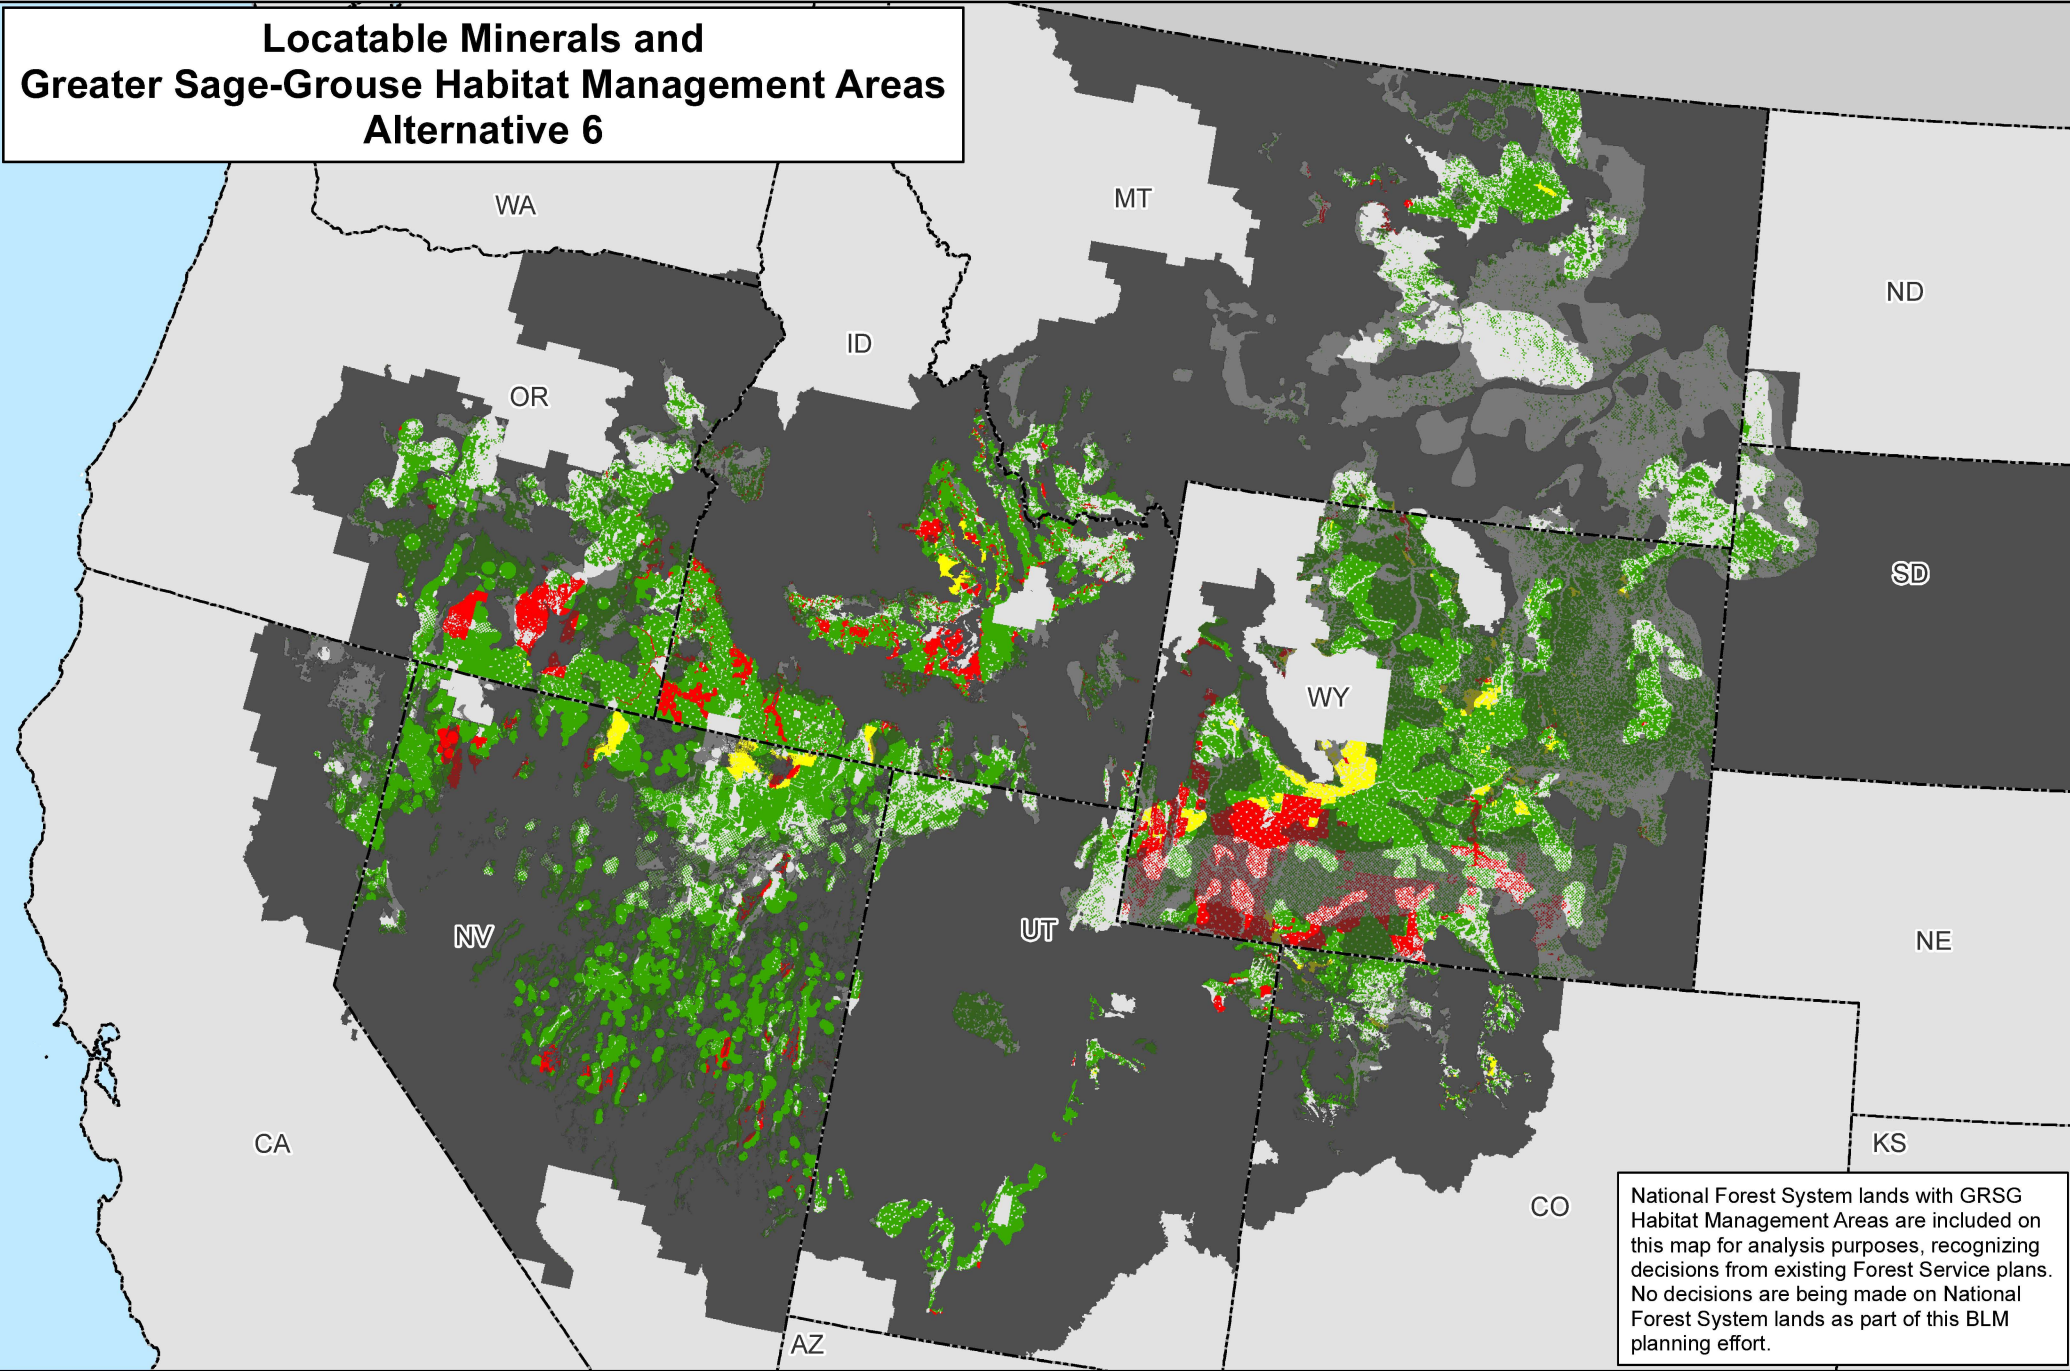 Locatable Minerals and
Greater Sage-Grouse Habitat Management Areas
Alternative 6
WA
MT
ND
ID
OR
SD
WY
NV
UT
NE
CA
KS
CO
AZ
National Forest System lands with GRSG
Habitat Management Areas are included on
this map for analysis purposes, recognizing
decisions from existing Forest Service plans.
No decisions are being made on National
Forest System lands as part of this BLM
planning effort.